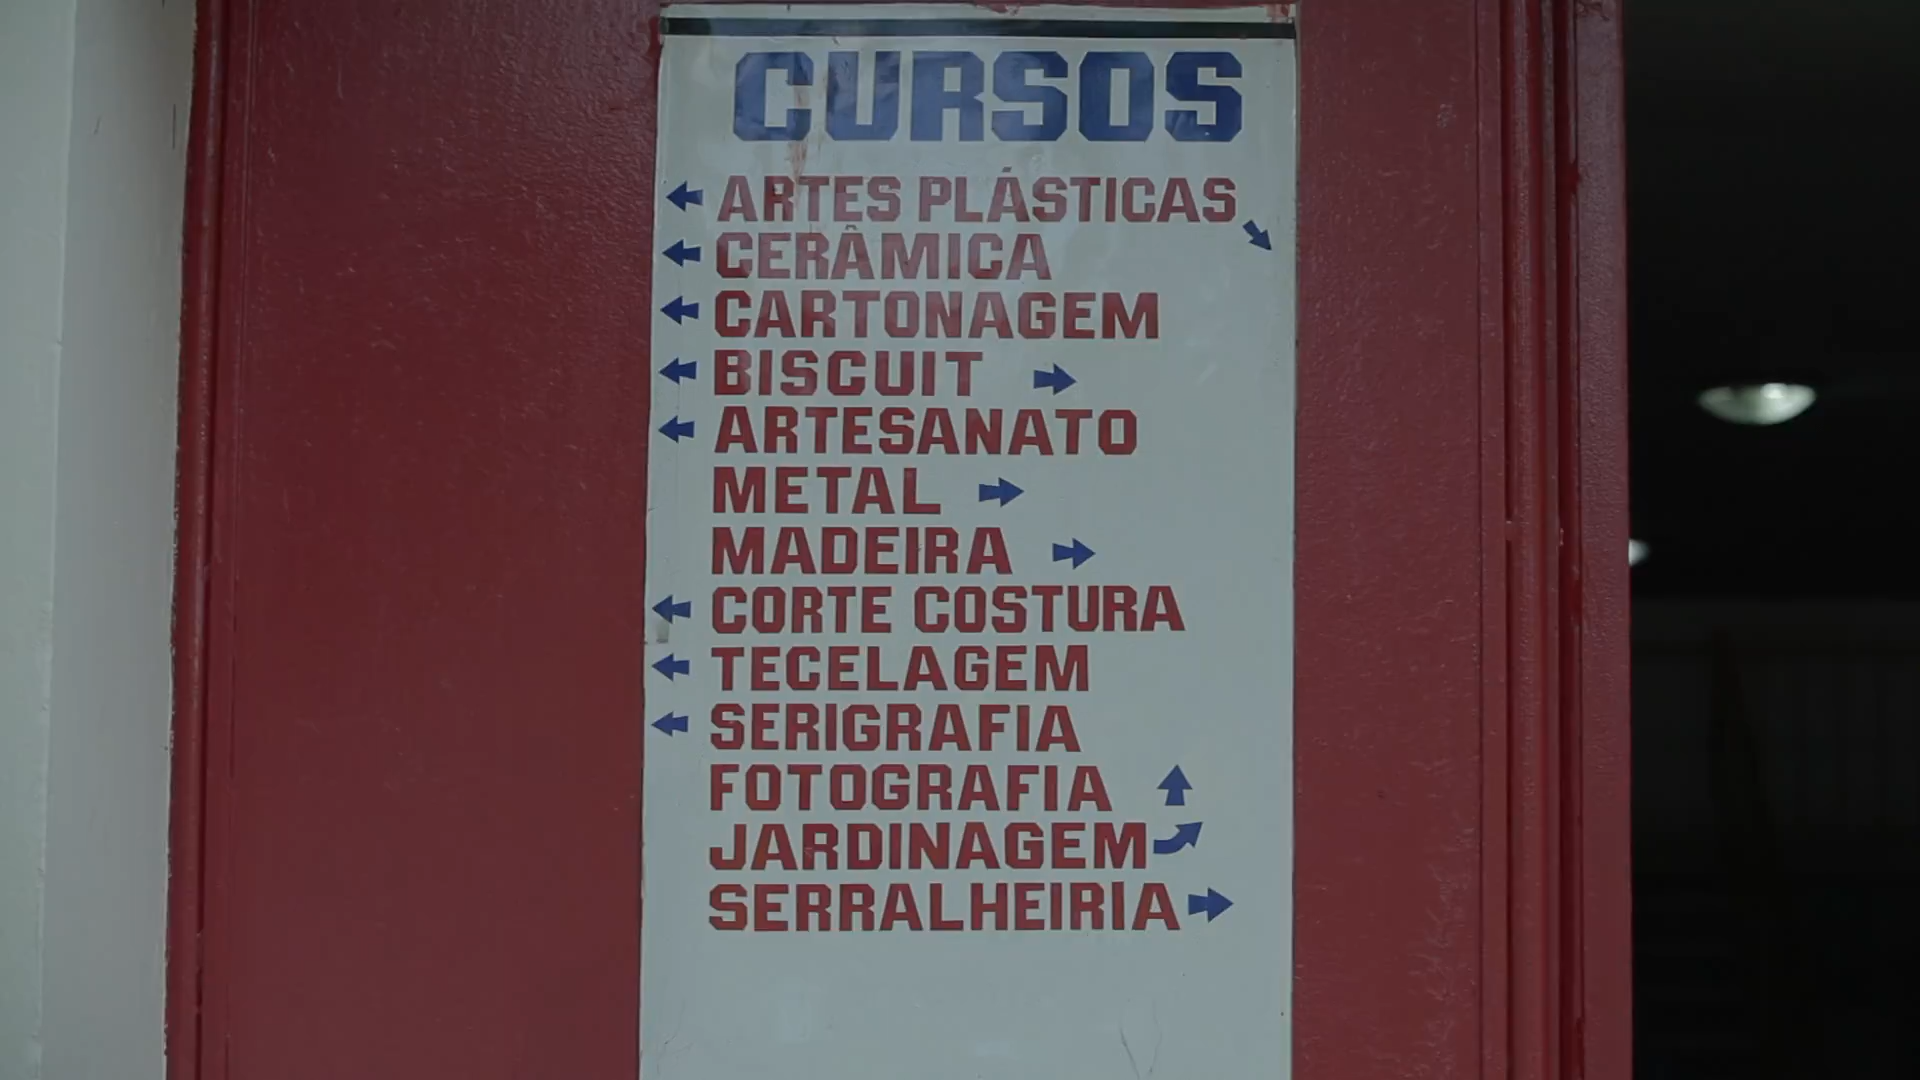 CURSOS
ARTES PLÁSTICAS
CERÂMICA
CARTONAGEM
BISCUIT
ARTESANATO
METAL
MADEIRA
CORTE COSTURA
TECELAGEM
SERIGRAFIA
FOTOGRAFIA
JARDINAGEM
SERRALHEIRIA